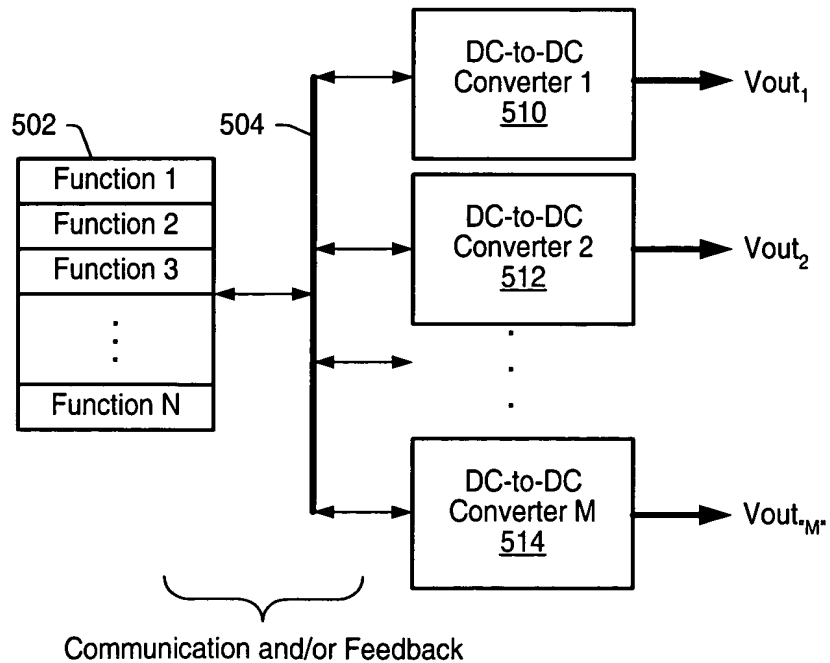 502
Function 1
Function 2
Function 3
Function N
504
DC-to-DC
Converter 1
510
Vout1
DC-to-DC
Converter 2
512
Vout2
DC-to-DC
Converter M
514
Vout"M"
Communication and/or Feedback